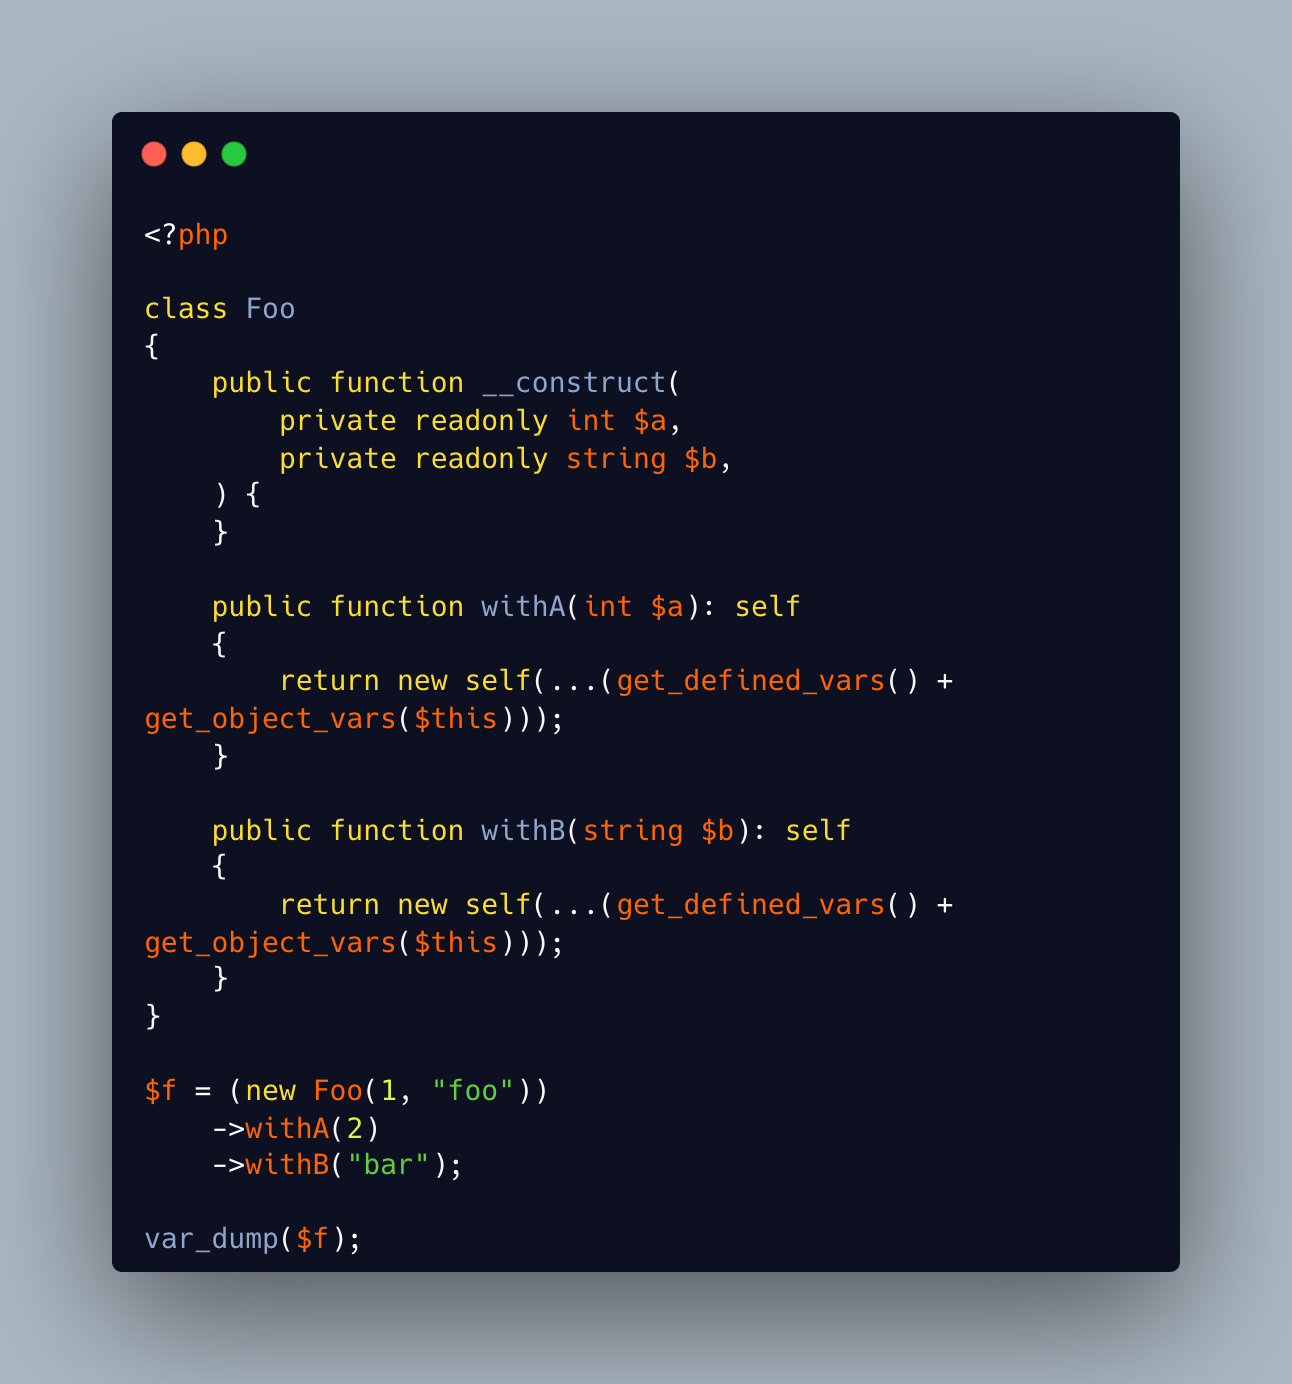 <?php

class Foo
{
    public function __construct(
        private readonly int $a,
        private readonly string $b,
    ) {
    }

    public function withA(int $a): self
    {
        return new self(...(get_defined_vars() +
get_object_vars($this)));
    }

    public function withB(string $b): self
    {
        return new self(...(get_defined_vars() +
get_object_vars($this)));
    }
}

$f = (new Foo(1, "foo"))
    ->withA(2)
    ->withB("bar");

var_dump($f);